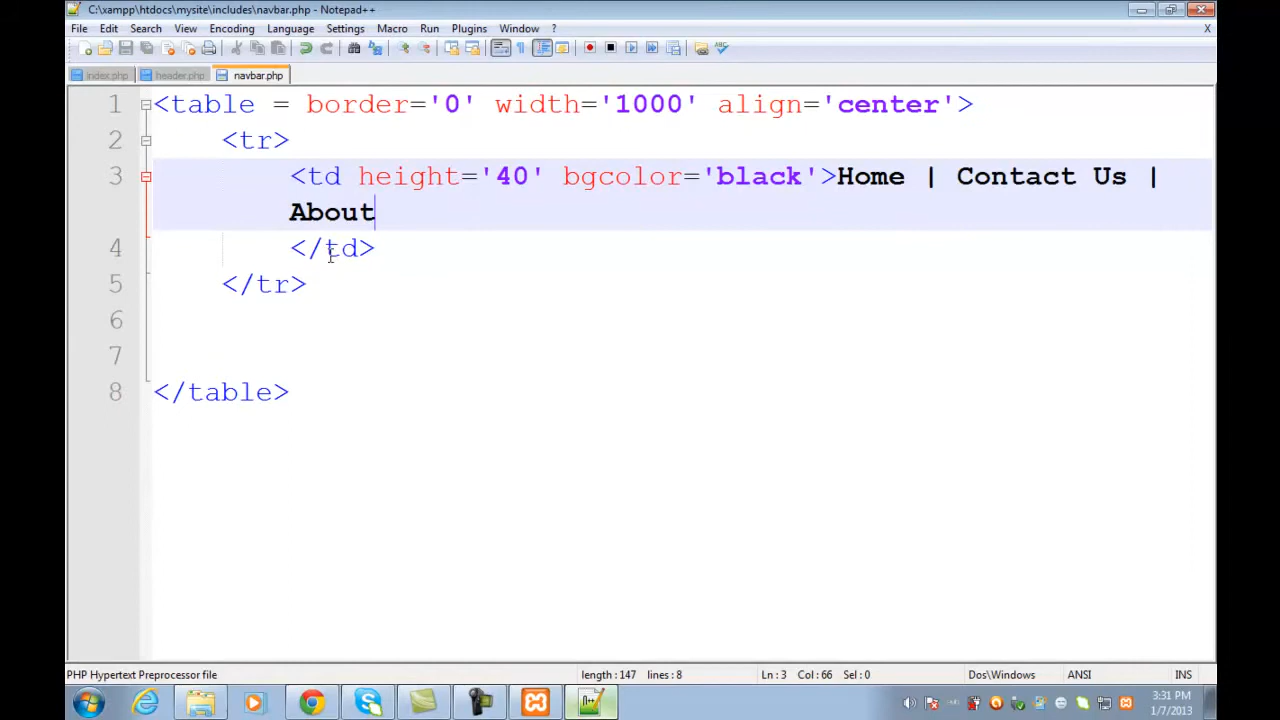 C:\xampp\htdocs\mysite\includes\navbar.php - Notepad++
File Edit Search View Encoding Language Settings Macro Run Plugins Window ? X
index.php header.php navbar.php
1 <table = border='0' width='1000' align='center'>
2 <tr>
3 <td height='40' bgcolor='black'>Home | Contact Us |
About
4 </td>
5 </tr>
6
7
8 </table>
PHP Hypertext Preprocessor file length : 147 lines : 8 Ln : 3 Col : 66 Sel : 0 Dos\Windows ANSI INS
3:31 PM
1/7/2013